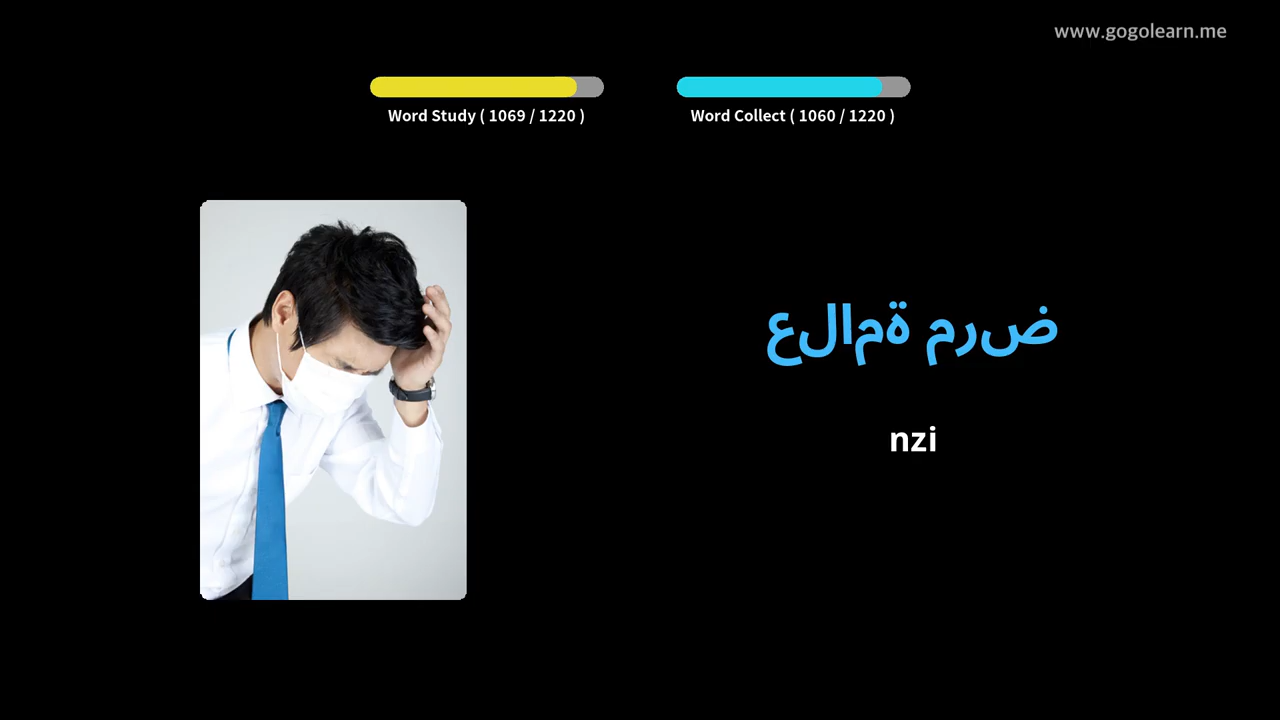 www.gogolearn.me
Word Study ( 1069 / 1220 )
Word Collect ( 1060 / 1220 )
علامة مرض
nzi